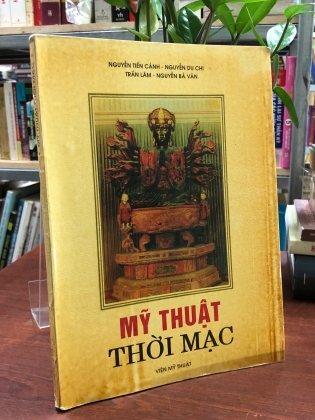 NGUYỄN TIẾN CẢNH - NGUYỄN DU CHI
TRẦN LÂM - NGUYỄN BÁ VÂN
MỸ THUẬT
THỜI MẠC
VIỆN MỸ THUẬT